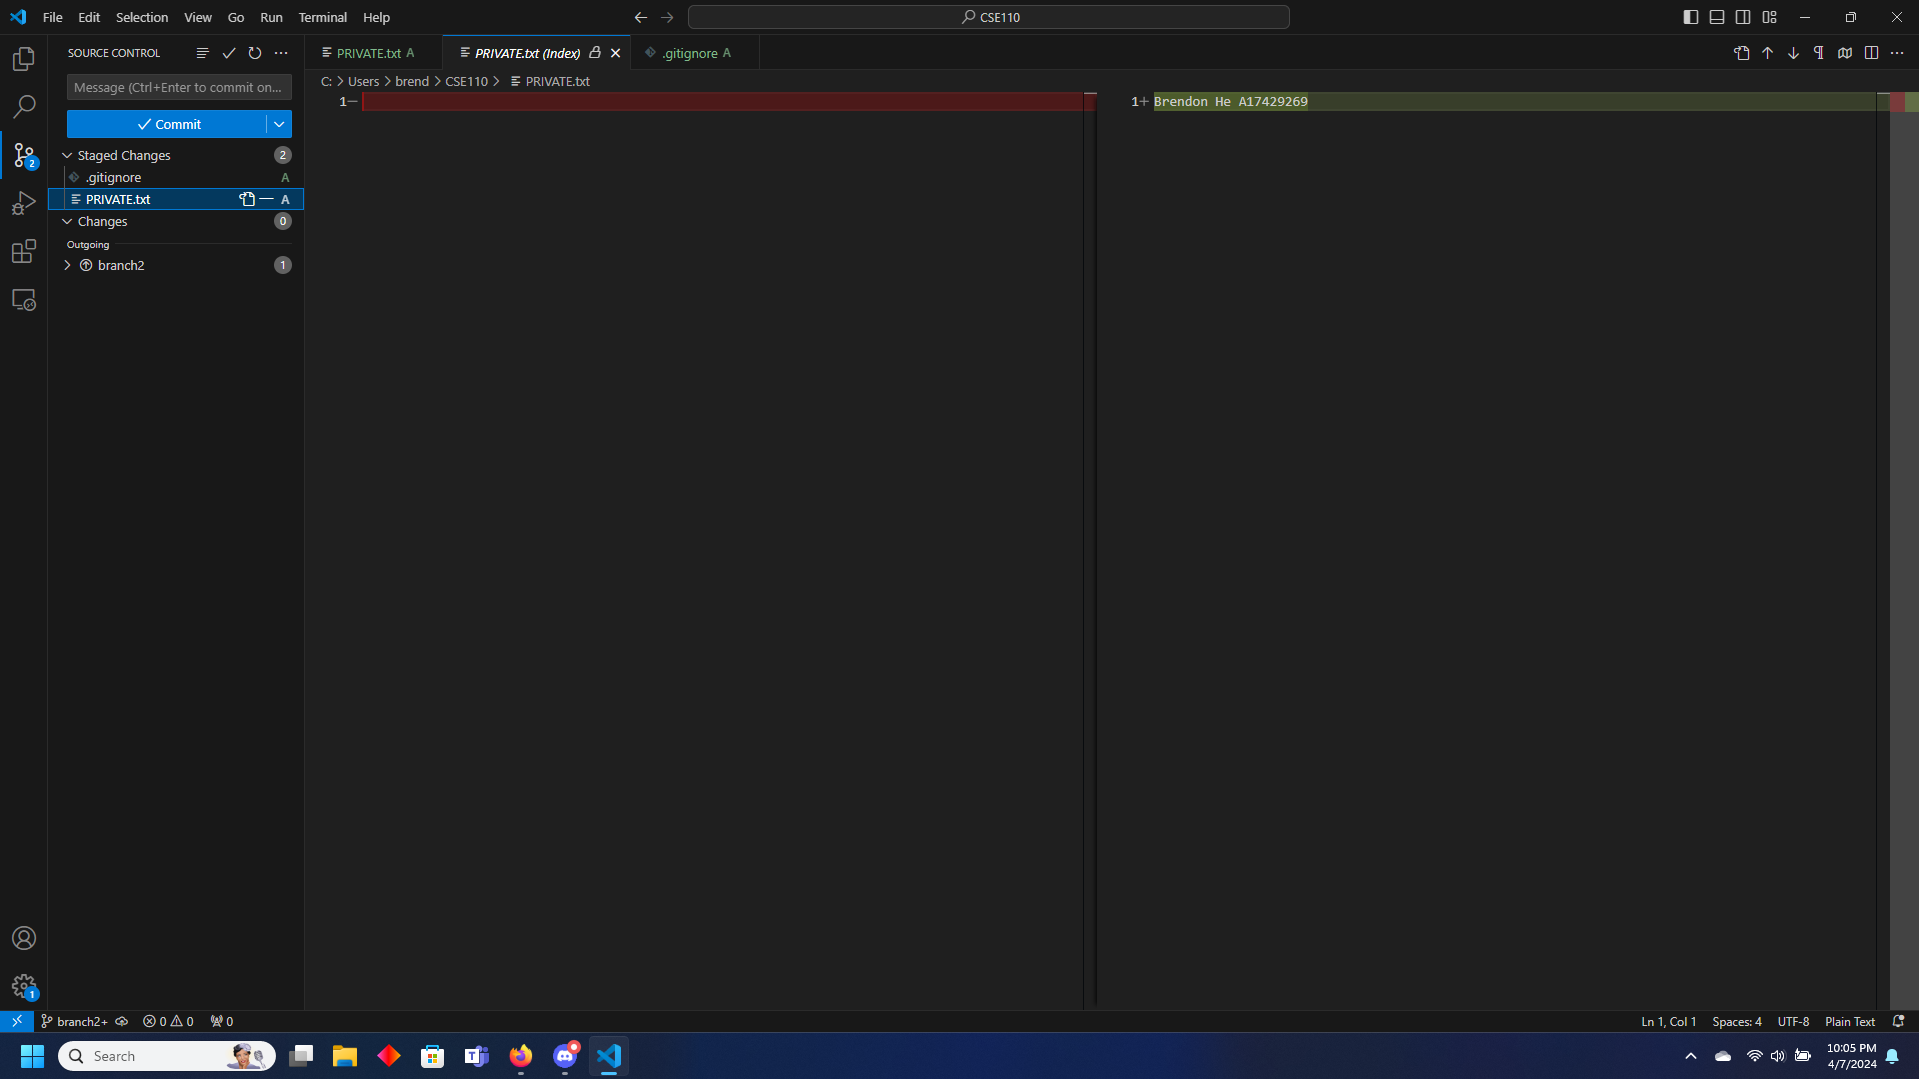 File Edit Selection View Go Run Terminal Help
CSE110
SOURCE CONTROL
PRIVATE.txt A
PRIVATE.txt (Index)
.gitignore A
C: > Users > brend > CSE110 > PRIVATE.txt
Message (Ctrl+Enter to commit on...
1— 1+ Brendon He A17429269
Commit
Staged Changes 2
.gitignore A
2
PRIVATE.txt A
Changes 0
Outgoing
branch2 1
1
branch2+ 0 0 0
Ln 1, Col 1 Spaces: 4 UTF-8 Plain Text
Search
10:05 PM
4/7/2024